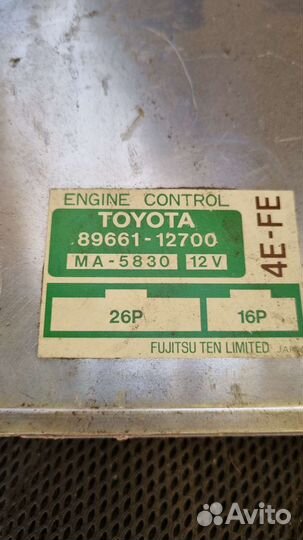 ENGINE CONTROL
TOYOTA
89661-12700
MA-5830 12V
4E-FE
26P 16P
FUJITSU TEN LIMITED
Avito